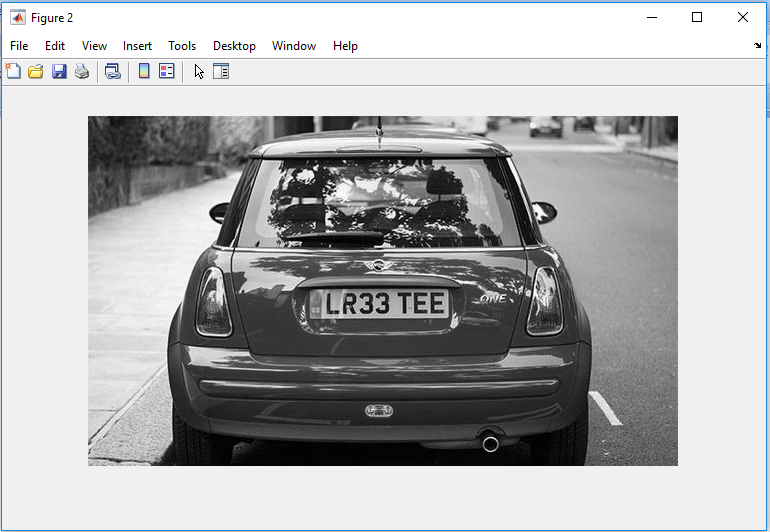 Figure 2
File Edit View Insert Tools Desktop Window Help
LR33 TEE
ONE